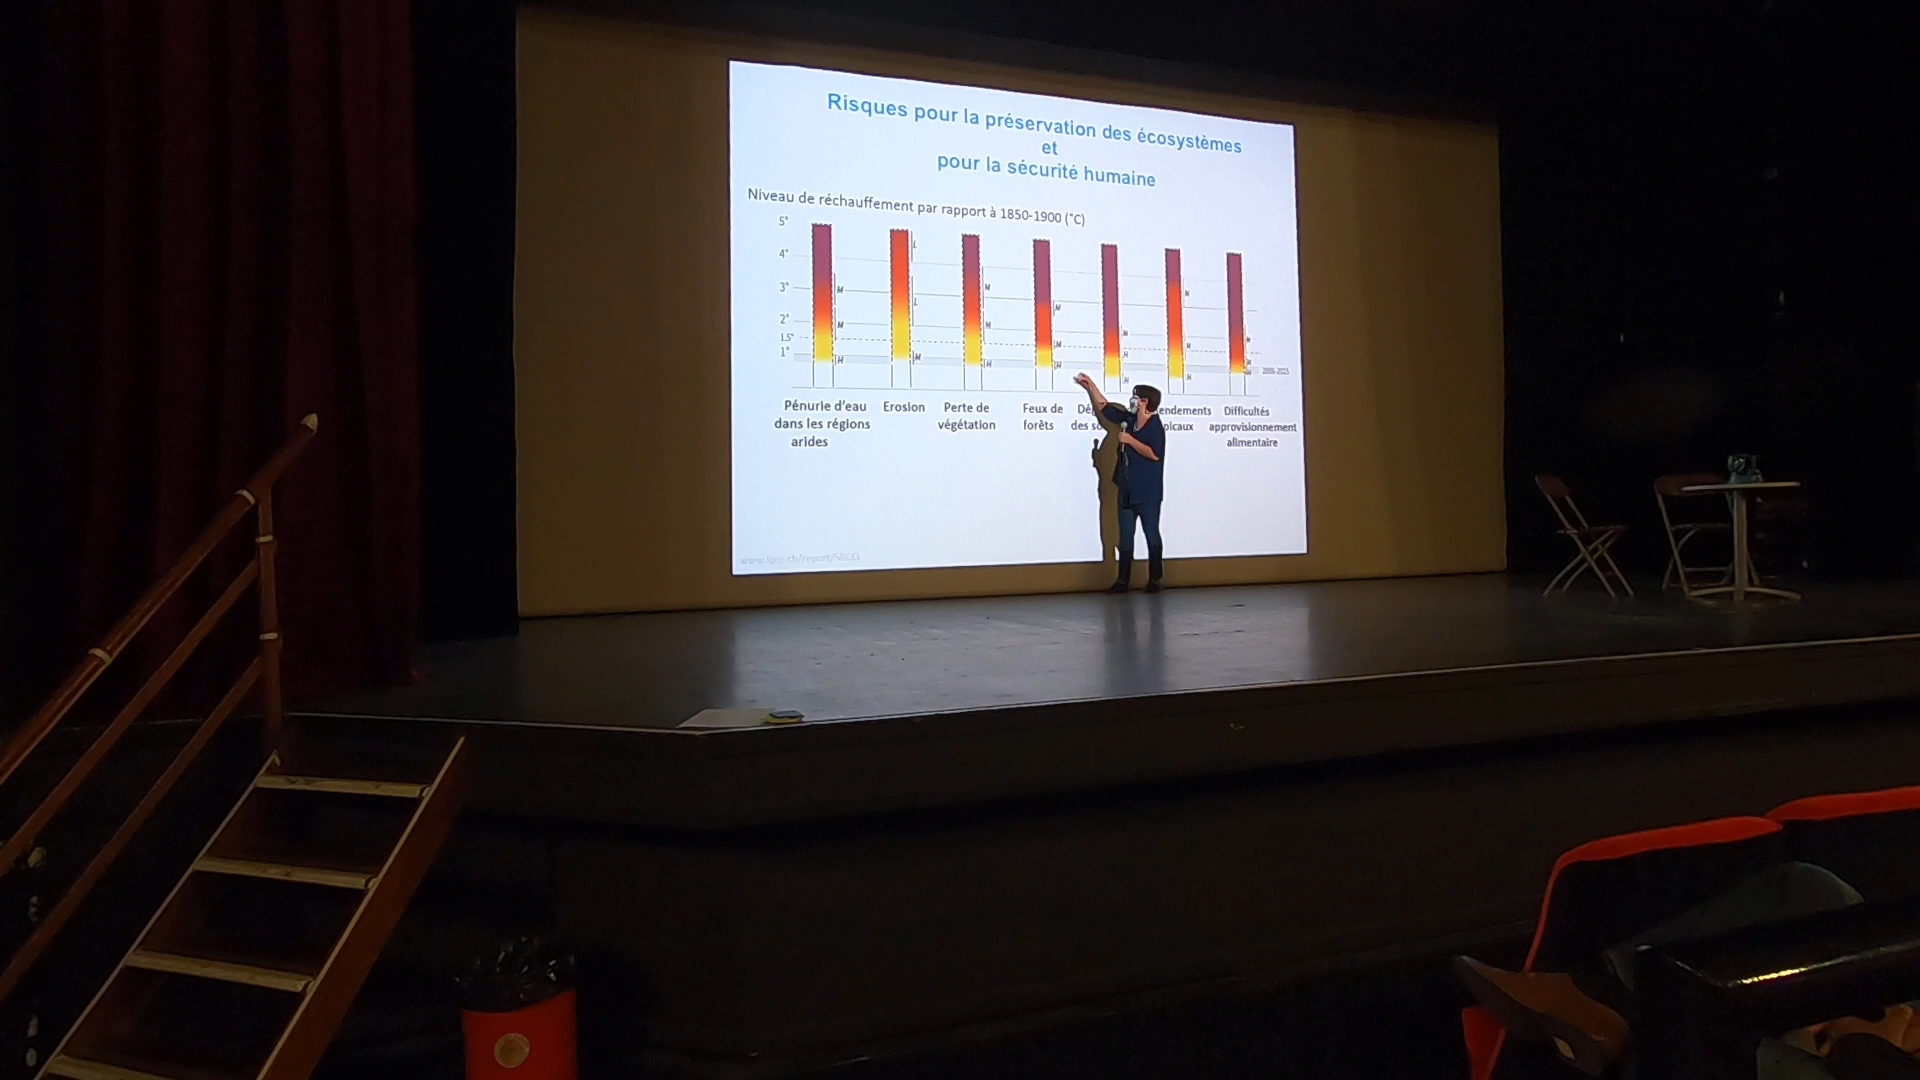 Risques pour la préservation des écosystèmes
et
pour la sécurité humaine
Niveau de réchauffement par rapport à 1850-1900 (°C)
5°
4°
3°
2°
1.5°
1°
L
L
M
M
M
M
M
M
M
H
H
H
Pénurie d'eau
dans les régions
arides
Erosion
Perte de
végétation
Feux de
forêts
Difficultés
approvisionnement
alimentaire